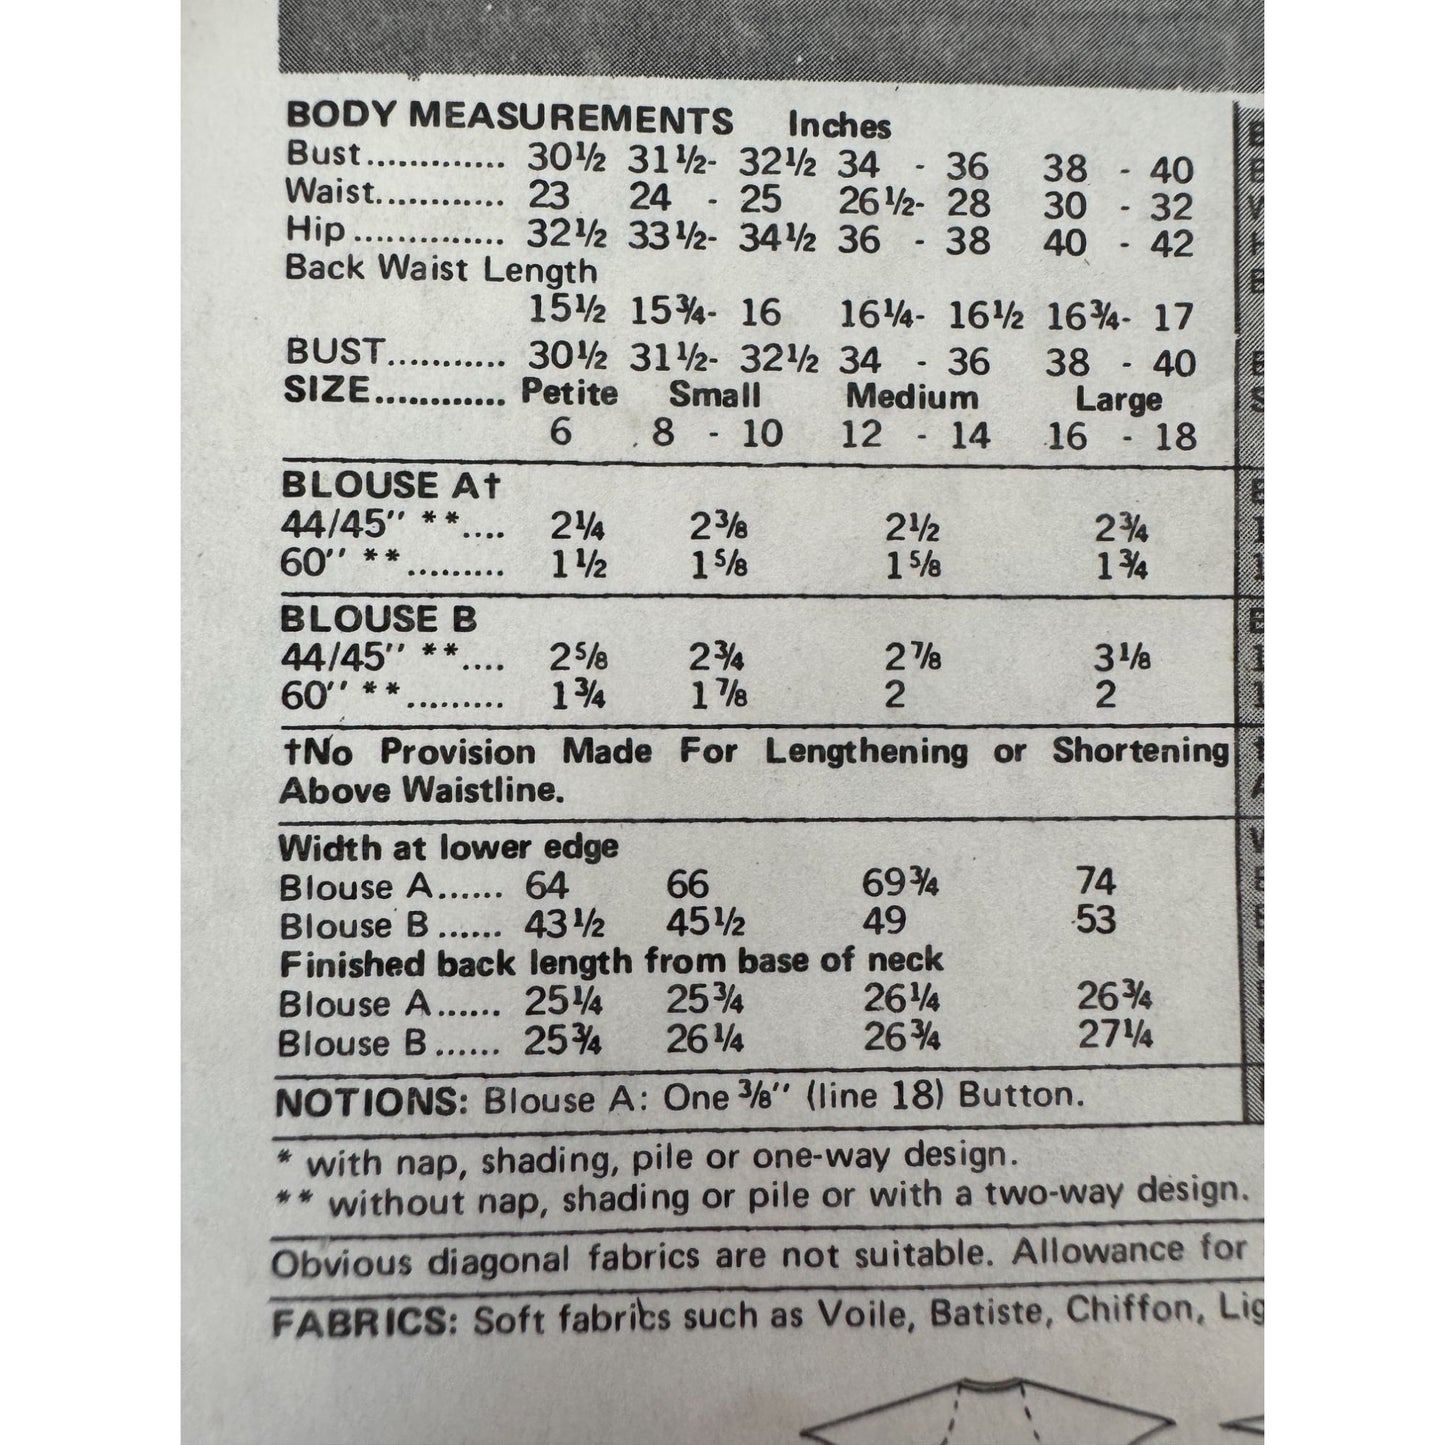 BODY MEASUREMENTS Inches
Bust............. 30½ 31½- 32½ 34 - 36 38 - 40
Waist............. 23 24 - 25 26½- 28 30 - 32
Hip .............. 32½ 33½- 34½ 36 - 38 40 - 42
Back Waist Length
15½ 15¾- 16 16¼- 16½ 16¾- 17
BUST........... 30½ 31½- 32½ 34 - 36 38 - 40
SIZE............ Petite Small Medium Large
6 8 - 10 12 - 14 16 - 18
BLOUSE A†
44/45'' **.... 2¼ 2⅜ 2½ 2¾
60'' **......... 1½ 1⅝ 1⅝ 1¾
BLOUSE B
44/45'' **.... 2⅝ 2¾ 2⅞ 3⅛
60'' **......... 1¾ 1⅞ 2 2
†No Provision Made For Lengthening or Shortening
Above Waistline.
Width at lower edge
Blouse A...... 64 66 69¾ 74
Blouse B ...... 43½ 45½ 49 53
Finished back length from base of neck
Blouse A...... 25¼ 25¾ 26¼ 26¾
Blouse B...... 25¾ 26¼ 26¾ 27¼
NOTIONS: Blouse A: One ⅜'' (line 18) Button.
* with nap, shading, pile or one-way design.
** without nap, shading or pile or with a two-way design.
Obvious diagonal fabrics are not suitable. Allowance for
FABRICS: Soft fabrics such as Voile, Batiste, Chiffon,